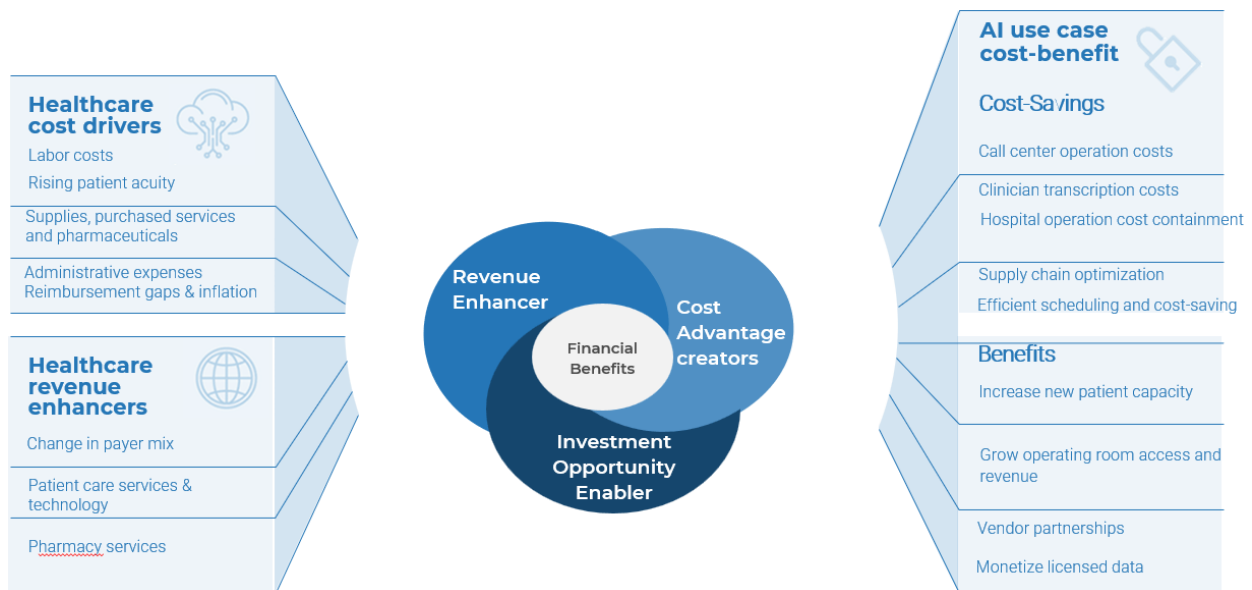 Healthcare
cost drivers
Labor costs
Rising patient acuity
Supplies, purchased services
and pharmaceuticals
Administrative expenses
Reimbursement gaps & inflation
Healthcare
revenue
enhancers
Change in payer mix
Patient care services &
technology
Pharmacy services
Revenue
Enhancer
Cost
Advantage
creators
Financial
Benefits
Investment
Opportunity
Enabler
AI use case
cost-benefit
Cost-Savings
Call center operation costs
Clinician transcription costs
Hospital operation cost containment
Supply chain optimization
Efficient scheduling and cost-saving
Benefits
Increase new patient capacity
Grow operating room access and
revenue
Vendor partnerships
Monetize licensed data